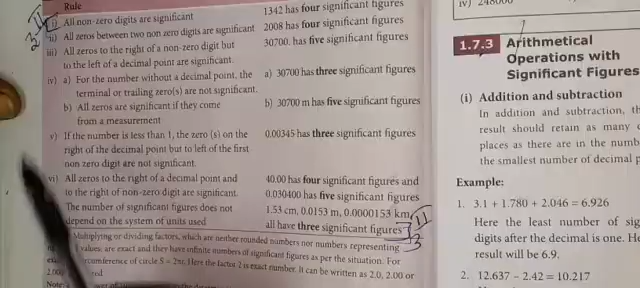 Rule
i) All non-zero digits are significant
1342 has four significant figures
ii) All zeros between two non zero digits are significant
2008 has four significant figures
iii) All zeros to the right of a non-zero digit but
to the left of a decimal point are significant.
30700. has five significant figures
iv) a) For the number without a decimal point, the
terminal or trailing zero(s) are not significant.
a) 30700 has three significant figures
b) All zeros are significant if they come
from a measurement
b) 30700 m has five significant figures
v) If the number is less than 1, the zero (s) on the
right of the decimal point but to left of the first
non zero digit are not significant.
0.00345 has three significant figures
vi) All zeros to the right of a decimal point and
to the right of non-zero digit are significant.
40.00 has four significant figures and
0.030400 has five significant figures
The number of significant figures does not
depend on the system of units used
1.53 cm, 0.0153 m, 0.0000153 km,
all have three significant figures
Multiplying or dividing factors, which are neither rounded numbers nor numbers representing
values, are exact and they have infinite numbers of significant figures as per the situation. For
circumference of circle S = 2πr, Here the factor 2 is exact number. It can be written as 2.0, 2.00 or
2.000
Note:
iv) 248000
1.7.3 Arithmetical
Operations with
Significant Figures
(i) Addition and subtraction
In addition and subtraction,
result should retain as many
places as there are in the
the smallest number of decimal
Example:
1. 3.1 + 1.780 + 2.046 = 6.926
Here the least number of
digits after the decimal is one.
result will be 6.9.
2. 12.637 – 2.42 = 10.217